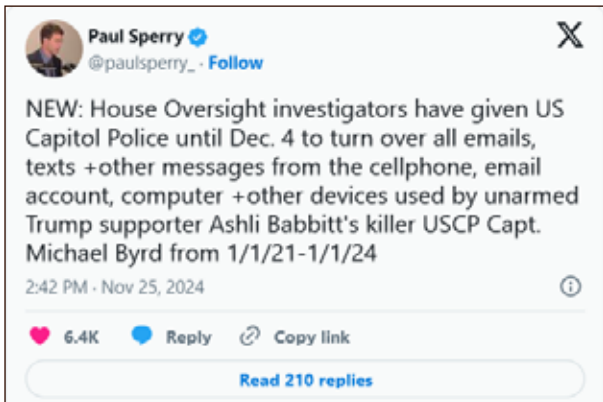 Paul Sperry
@paulsperry_ · Follow
NEW: House Oversight investigators have given US
Capitol Police until Dec. 4 to turn over all emails,
texts +other messages from the cellphone, email
account, computer +other devices used by unarmed
Trump supporter Ashli Babbitt's killer USCP Capt.
Michael Byrd from 1/1/21-1/1/24
2:42 PM · Nov 25, 2024
6.4K Reply Copy link
Read 210 replies